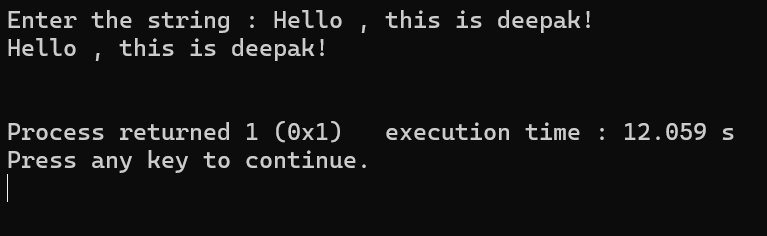 Enter the string : Hello , this is deepak!
Hello , this is deepak!
Process returned 1 (0x1)   execution time : 12.059 s
Press any key to continue.